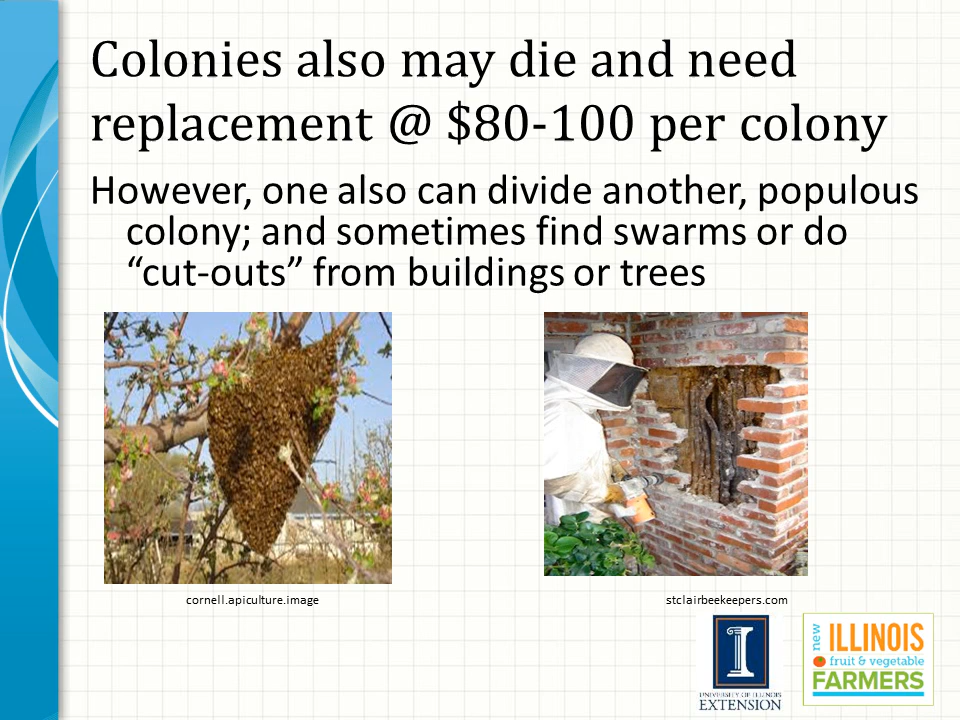 Colonies also may die and need
replacement @ $80-100 per colony
However, one also can divide another, populous
colony; and sometimes find swarms or do
“cut-outs” from buildings or trees
cornell.apiculture.image
stclairbeekeepers.com
I
UNIVERSITY OF ILLINOIS
EXTENSION
new
ILLINOIS
fruit & vegetable
FARMERS